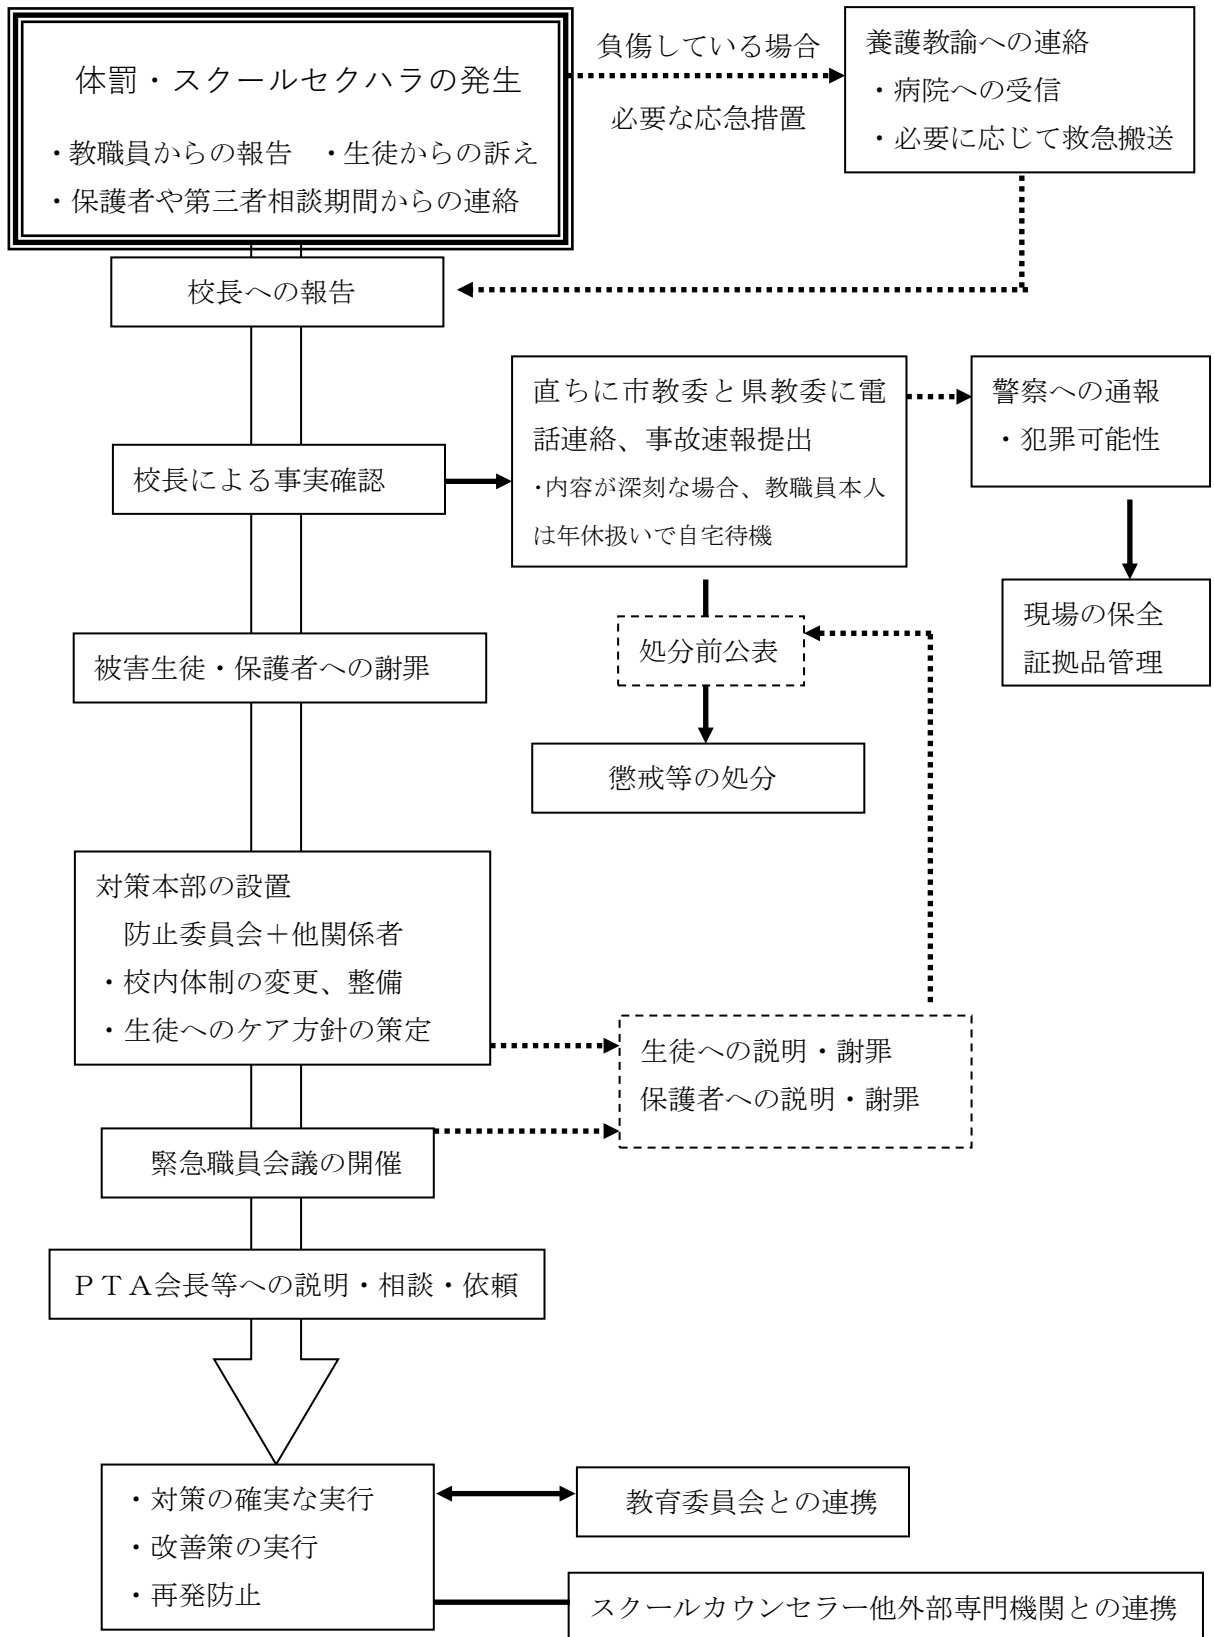 体罰・スクールセクハラの発生
・教職員からの報告　・生徒からの訴え
・保護者や第三者相談期間からの連絡
負傷している場合
必要な応急措置
養護教諭への連絡
・病院への受信
・必要に応じて救急搬送
校長への報告
校長による事実確認
直ちに市教委と県教委に電
話連絡、事故速報提出
・内容が深刻な場合、教職員本人
は年休扱いで自宅待機
警察への通報
・犯罪可能性
現場の保全
証拠品管理
被害生徒・保護者への謝罪
処分前公表
懲戒等の処分
対策本部の設置
防止委員会＋他関係者
・校内体制の変更、整備
・生徒へのケア方針の策定
生徒への説明・謝罪
保護者への説明・謝罪
緊急職員会議の開催
ＰＴＡ会長等への説明・相談・依頼
・対策の確実な実行
・改善策の実行
・再発防止
教育委員会との連携
スクールカウンセラー他外部専門機関との連携